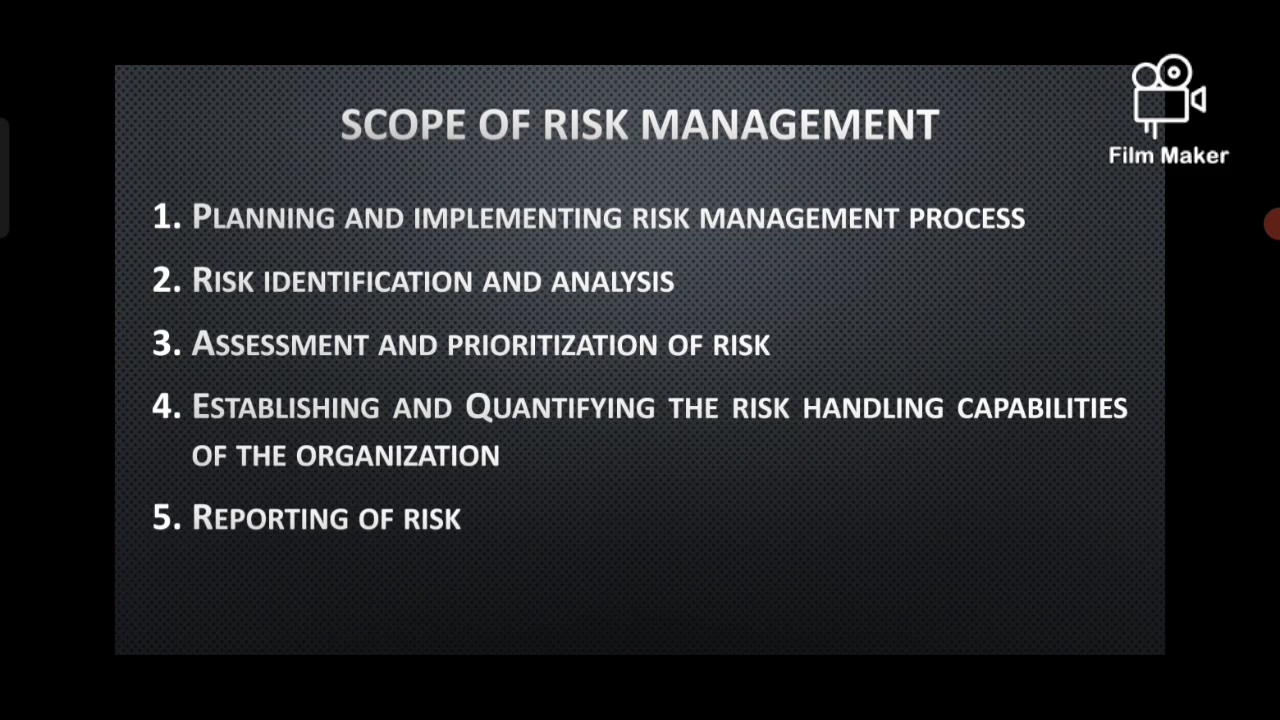 SCOPE OF RISK MANAGEMENT
Film Maker
1. PLANNING AND IMPLEMENTING RISK MANAGEMENT PROCESS
2. RISK IDENTIFICATION AND ANALYSIS
3. ASSESSMENT AND PRIORITIZATION OF RISK
4. ESTABLISHING AND QUANTIFYING THE RISK HANDLING CAPABILITIES
OF THE ORGANIZATION
5. REPORTING OF RISK